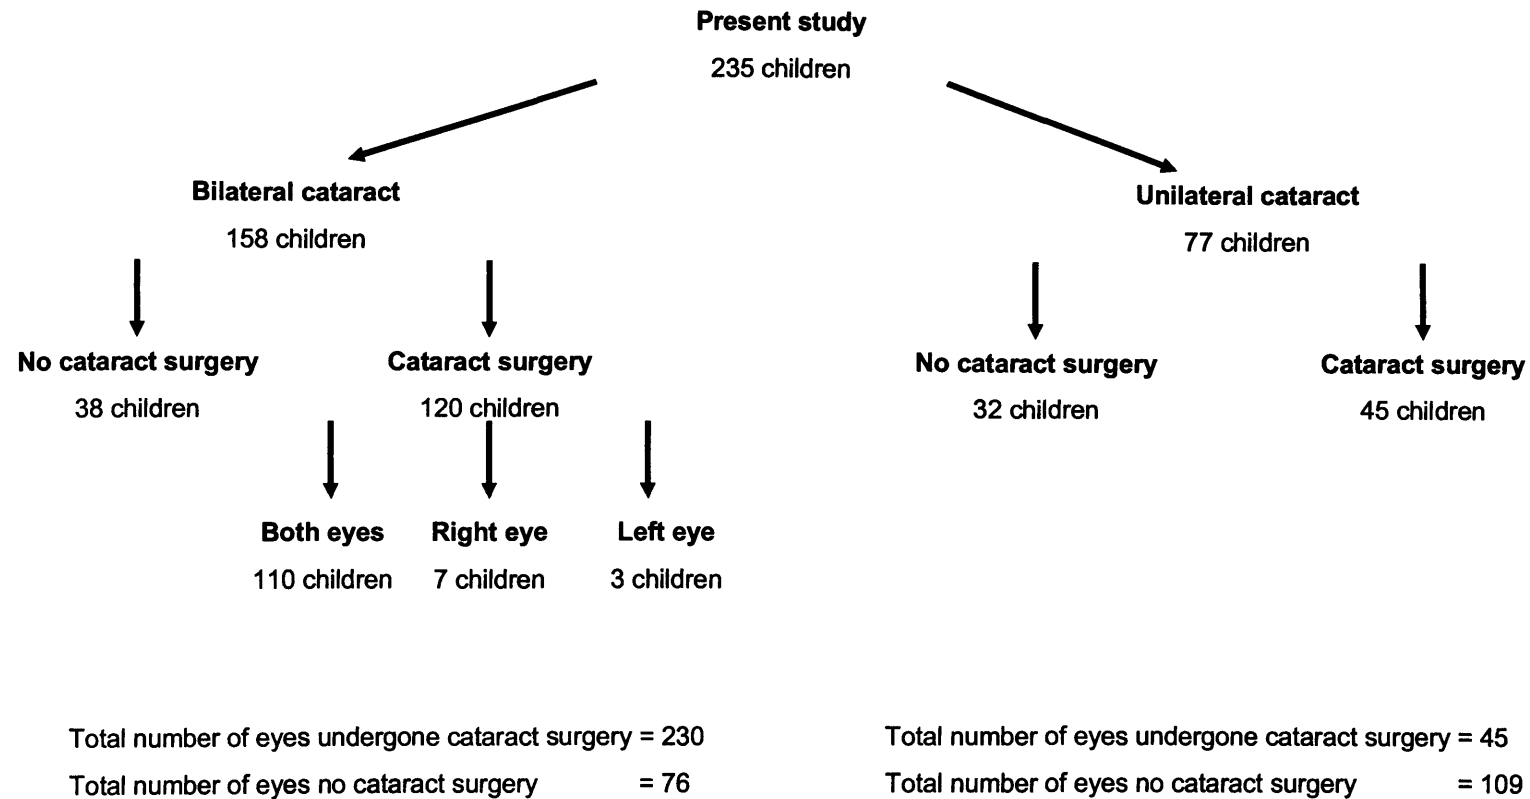 Present study
235 children
Bilateral cataract
158 children
Unilateral cataract
77 children
No cataract surgery
38 children
Cataract surgery
120 children
No cataract surgery
32 children
Cataract surgery
45 children
Both eyes
110 children
Right eye
7 children
Left eye
3 children
Total number of eyes undergone cataract surgery = 230
Total number of eyes no cataract surgery = 76
Total number of eyes undergone cataract surgery = 45
Total number of eyes no cataract surgery = 109